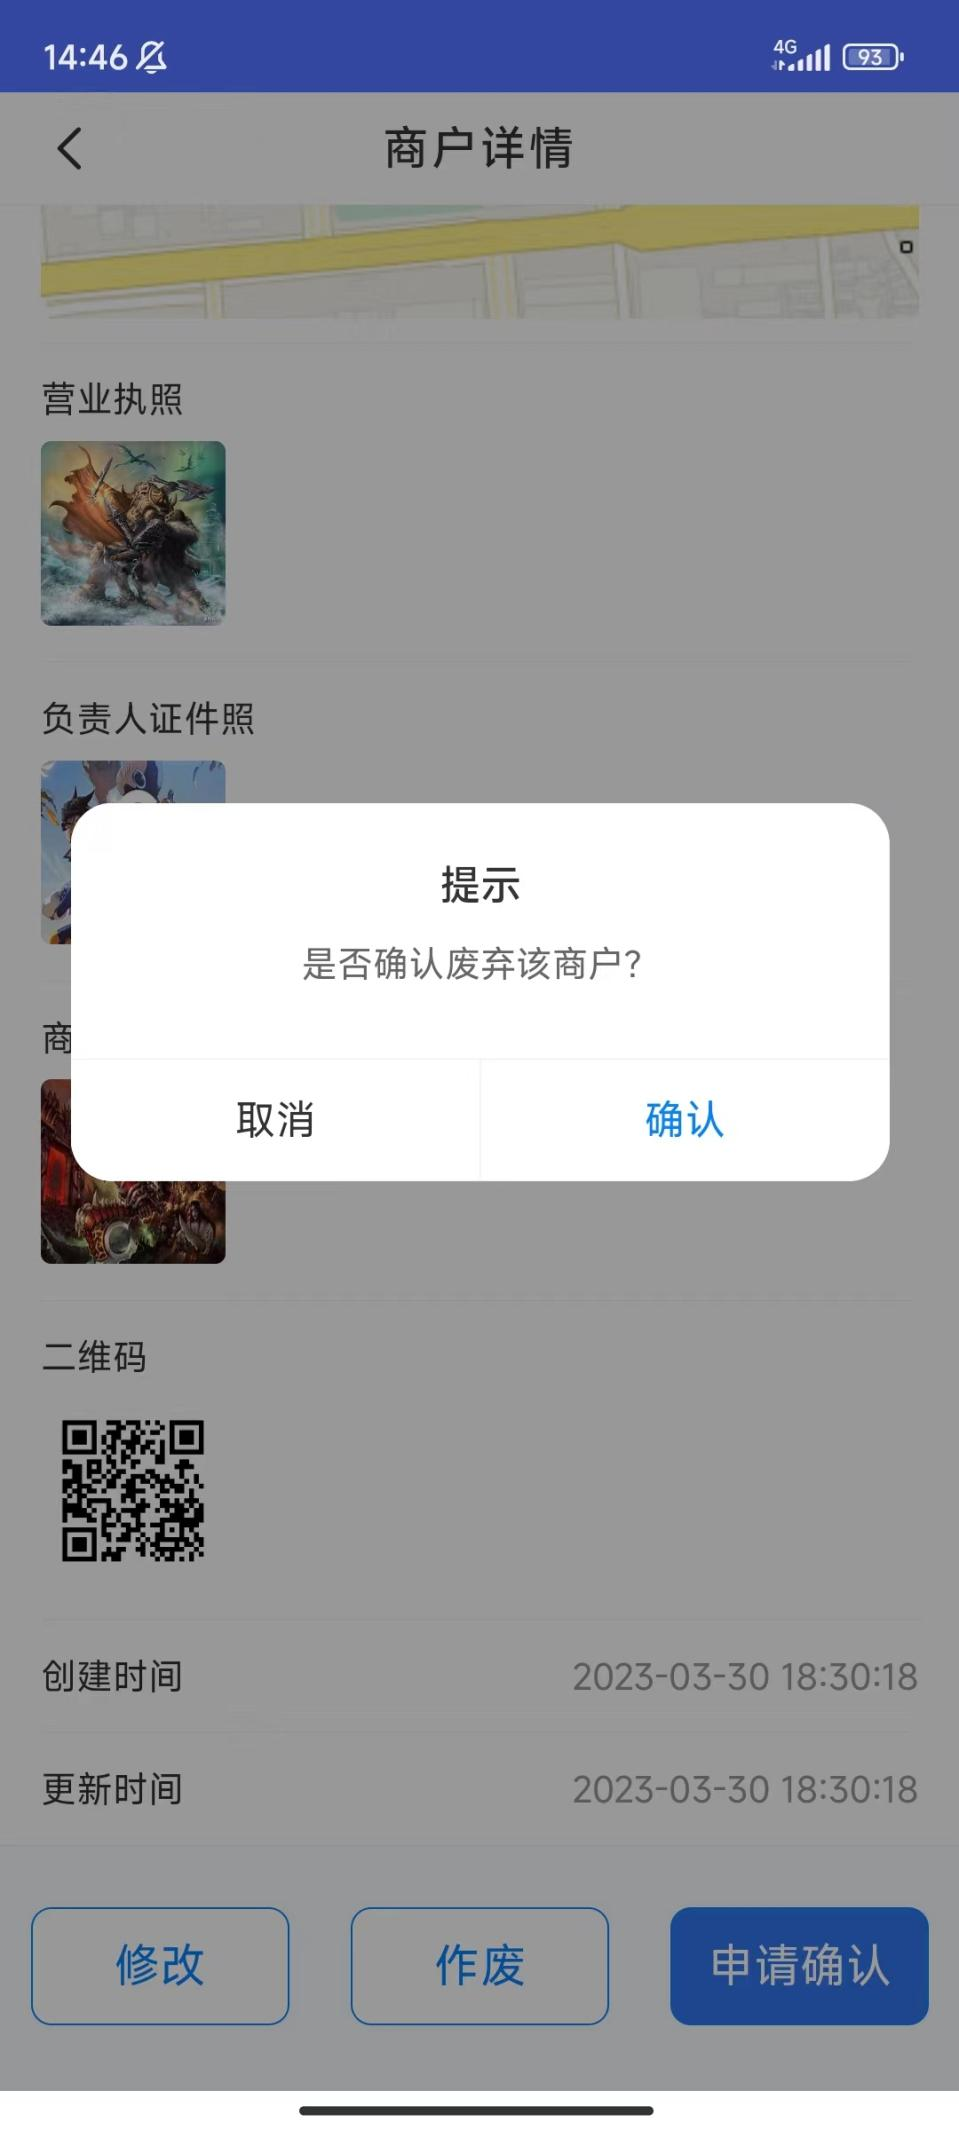 14:46
4G
93
商户详情
营业执照
负责人证件照
提示
是否确认废弃该商户？
商
取消
确认
二维码
创建时间
2023-03-30 18:30:18
更新时间
2023-03-30 18:30:18
修改
作废
申请确认